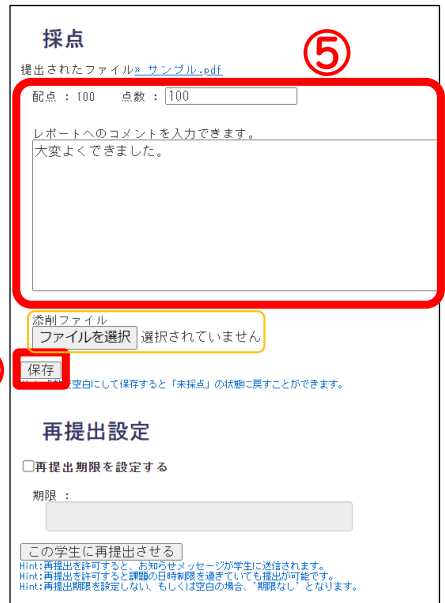 採点
⑤
提出されたファイル» サンプル.pdf
配点 : 100 点数 : 100
レポートへのコメントを入力できます。
大変よくできました。
添削ファイル
ファイルを選択 選択されていません
保存
空白にして保存すると「未採点」の状態に戻すことができます。
再提出設定
再提出期限を設定する
期限 :
この学生に再提出させる
Hint:再提出を許可すると、お知らせメッセージが学生に送信されます。
Hint:再提出を許可すると課題の日時制限を過ぎていても提出が可能です。
Hint:再提出期限を設定しない、もしくは空白の場合、'期限なし'となります。